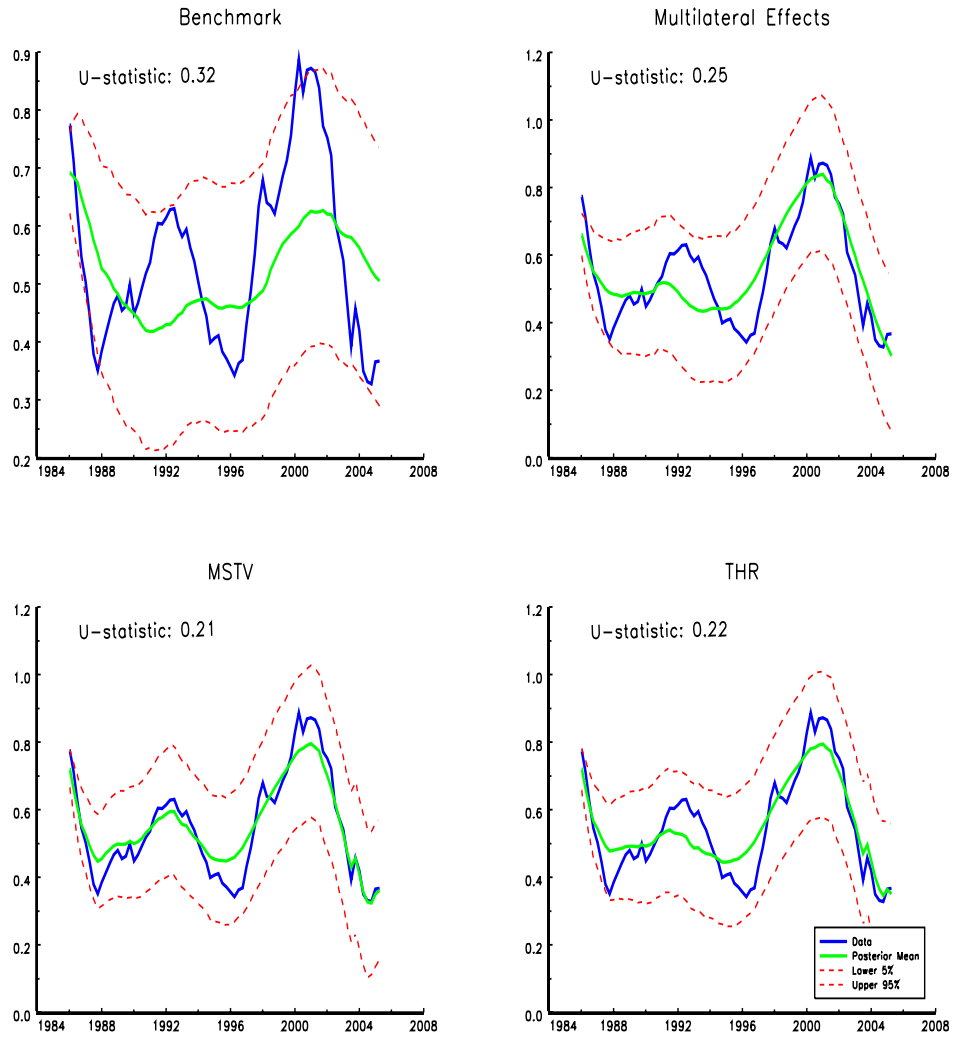 Benchmark
U-statistic: 0.32
0.9
0.8
0.7
0.6
0.5
0.4
0.3
0.2
1984 1988 1992 1996 2000 2004 2008
Multilateral Effects
U-statistic: 0.25
1.2
1.0
0.8
0.6
0.4
0.2
0.0
1984 1988 1992 1996 2000 2004 2008
MSTV
U-statistic: 0.21
1.2
1.0
0.8
0.6
0.4
0.2
0.0
1984 1988 1992 1996 2000 2004 2008
THR
U-statistic: 0.22
1.2
1.0
0.8
0.6
0.4
0.2
0.0
1984 1988 1992 1996 2000 2004 2008
Data
Posterior Mean
Lower 5%
Upper 95%